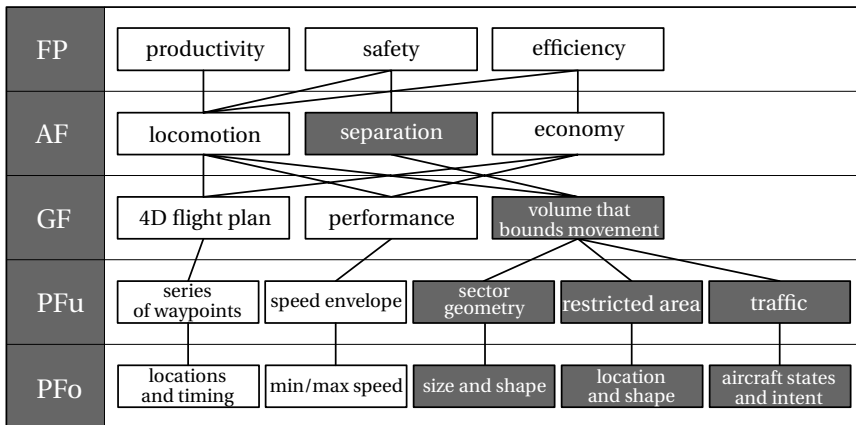 FP
productivity
safety
efficiency
AF
locomotion
separation
economy
GF
4D flight plan
performance
volume that
bounds movement
PFu
series
of waypoints
speed envelope
sector
geometry
restricted area
traffic
PFo
locations
and timing
min/max speed
size and shape
location
and shape
aircraft states
and intent